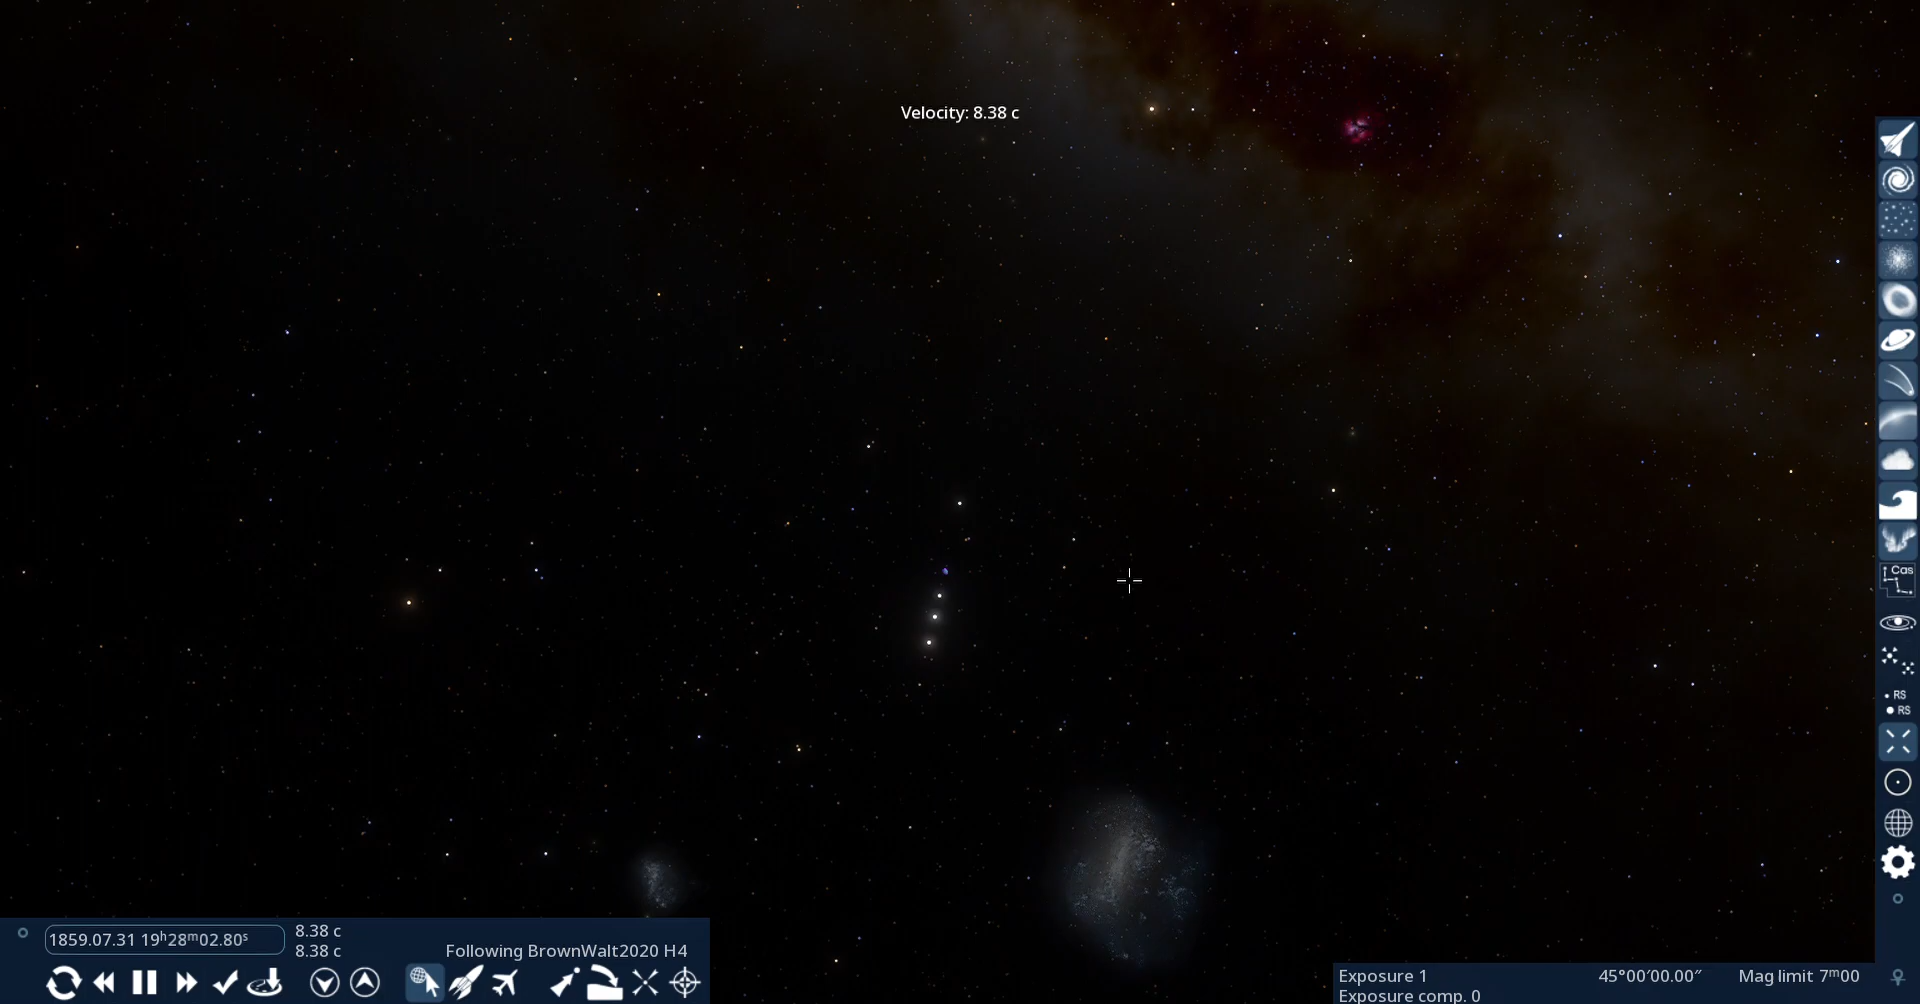 Velocity: 8.38 c
Cas
RS
RS
1859.07.31 19ʰ28ᵐ02.80ˢ
8.38 c
8.38 c
Following BrownWalt2020 H4
Exposure 1
45°00′00.00″
Mag limit 7ᵐ00
Exposure comp. 0